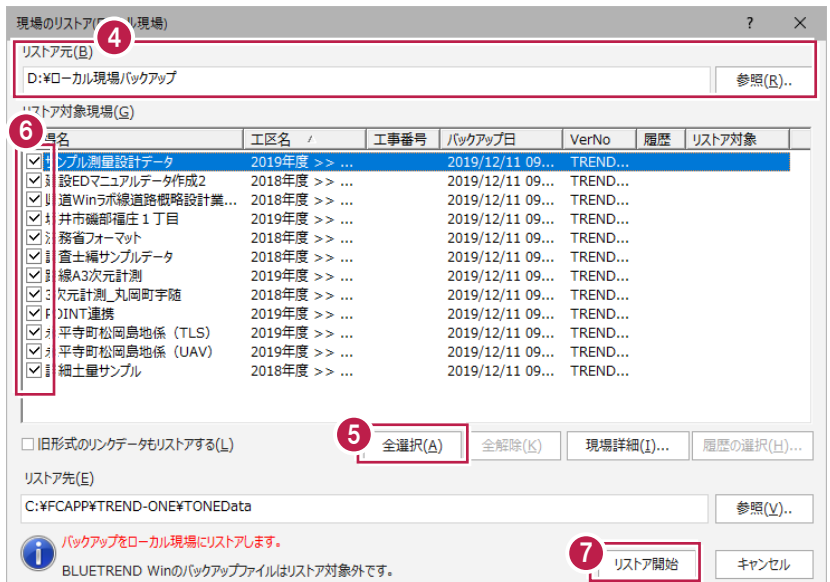 現場のリストア(ローカル現場) ? ×
4
リストア元(B)
D:¥ローカル現場バックアップ 参照(R)..
リストア対象現場(G)
6
工区名 工事番号 バックアップ日 VerNo 履歴 リストア対象
サンプル測量設計データ 2019年度 >> ... 2019/12/11 09... TREND...
建設EDマニュアルデータ作成2 2018年度 >> ... 2019/12/11 09... TREND...
道Winラボ線道路概略設計業... 2018年度 >> ... 2019/12/11 09... TREND...
井市磯部福庄1丁目 2019年度 >> ... 2019/12/11 09... TREND...
法務省フォーマット 2018年度 >> ... 2019/12/11 09... TREND...
査士編サンプルデータ 2018年度 >> ... 2019/12/11 09... TREND...
路線A3次元計測 2019年度 >> ... 2019/12/11 09... TREND...
3次元計測_丸岡町宇随 2018年度 >> ... 2019/12/11 09... TREND...
POINT連携 2019年度 >> ... 2019/12/11 09... TREND...
永平寺町松岡島地係（TLS） 2019年度 >> ... 2019/12/11 09... TREND...
永平寺町松岡島地係（UAV） 2019年度 >> ... 2019/12/11 09... TREND...
詳細土量サンプル 2018年度 >> ... 2019/12/11 09... TREND...
5
旧形式のリンクデータもリストアする(L) 全選択(A) 全解除(K) 現場詳細(I)... 履歴の選択(H)...
リストア先(E)
C:¥FCAPP¥TREND-ONE¥TONEData 参照(V)..
7
バックアップをローカル現場にリストアします。
BLUETREND Winのバックアップファイルはリストア対象外です。 リストア開始 キャンセル